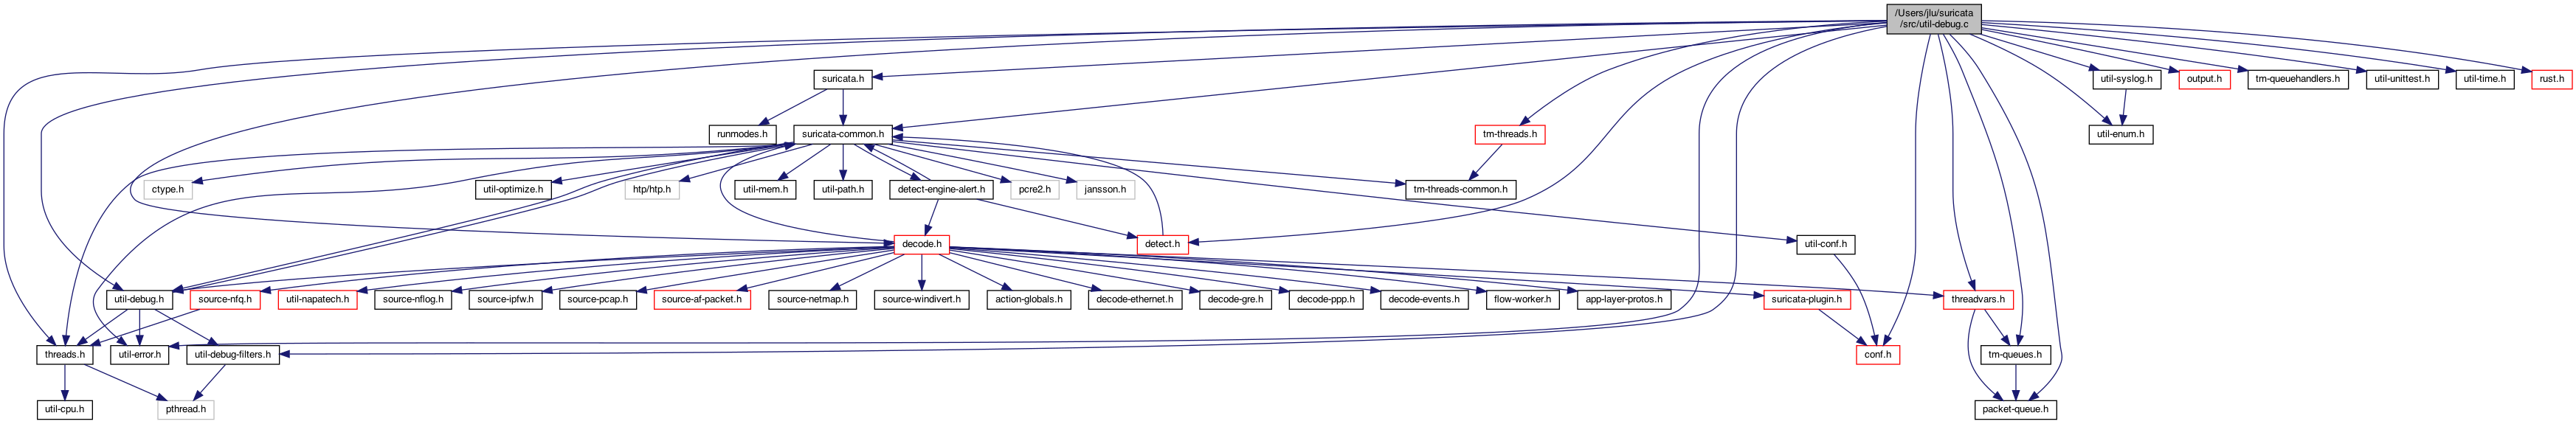 /Users/jlu/suricata
/src/util-debug.c
suricata.h
util-syslog.h
output.h
tm-queuehandlers.h
util-unittest.h
util-time.h
rust.h
runmodes.h
suricata-common.h
tm-threads.h
util-enum.h
ctype.h
util-optimize.h
htp/htp.h
util-mem.h
util-path.h
detect-engine-alert.h
pcre2.h
jansson.h
tm-threads-common.h
decode.h
detect.h
util-conf.h
util-debug.h
source-nfq.h
util-napatech.h
source-nflog.h
source-ipfw.h
source-pcap.h
source-af-packet.h
source-netmap.h
source-windivert.h
action-globals.h
decode-ethernet.h
decode-gre.h
decode-ppp.h
decode-events.h
flow-worker.h
app-layer-protos.h
suricata-plugin.h
threadvars.h
threads.h
util-error.h
util-debug-filters.h
conf.h
tm-queues.h
util-cpu.h
pthread.h
packet-queue.h